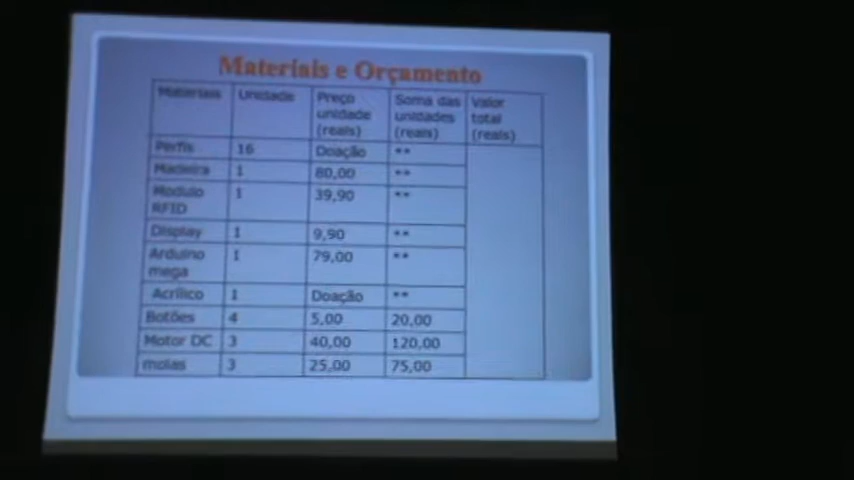 Materiais e Orçamento
Materiais Unidade Preço unidade (reais) Soma das unidades (reais) Valor total (reais)
Perfis 16 Doação **
Madeira 1 80,00 **
Modulo RFID 1 39,90 **
Display 1 9,90 **
Arduino mega 1 79,00 **
Acrílico 1 Doação **
Botões 4 5,00 20,00
Motor DC 3 40,00 120,00
molas 3 25,00 75,00